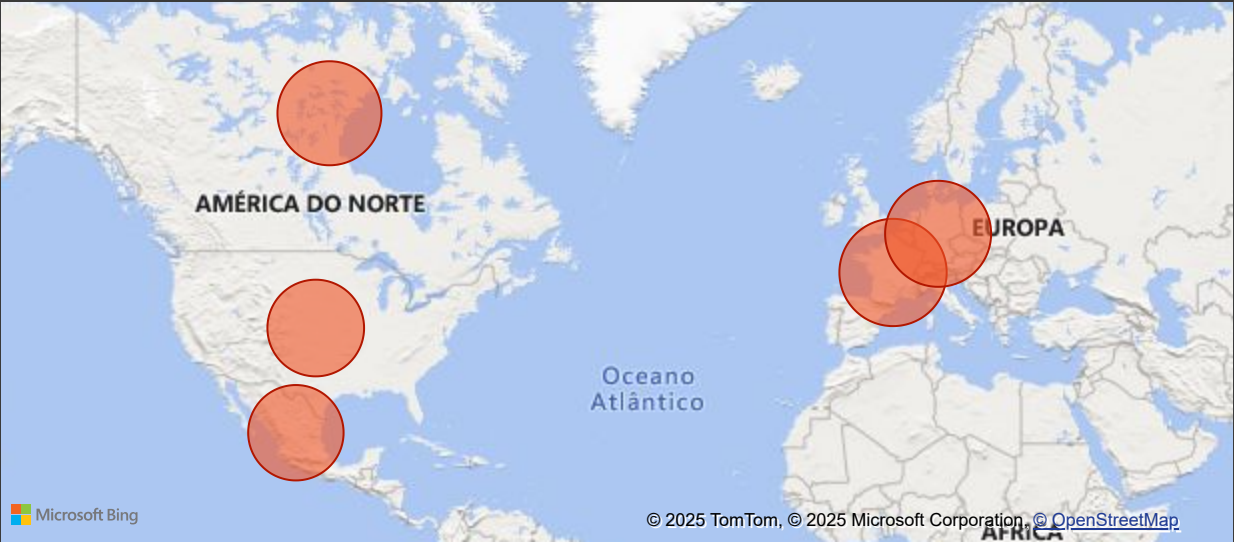 AMÉRICA DO NORTE
EUROPA
Oceano
Atlântico
Microsoft Bing
© 2025 TomTom, © 2025 Microsoft Corporation, © OpenStreetMap
ÁFRICA